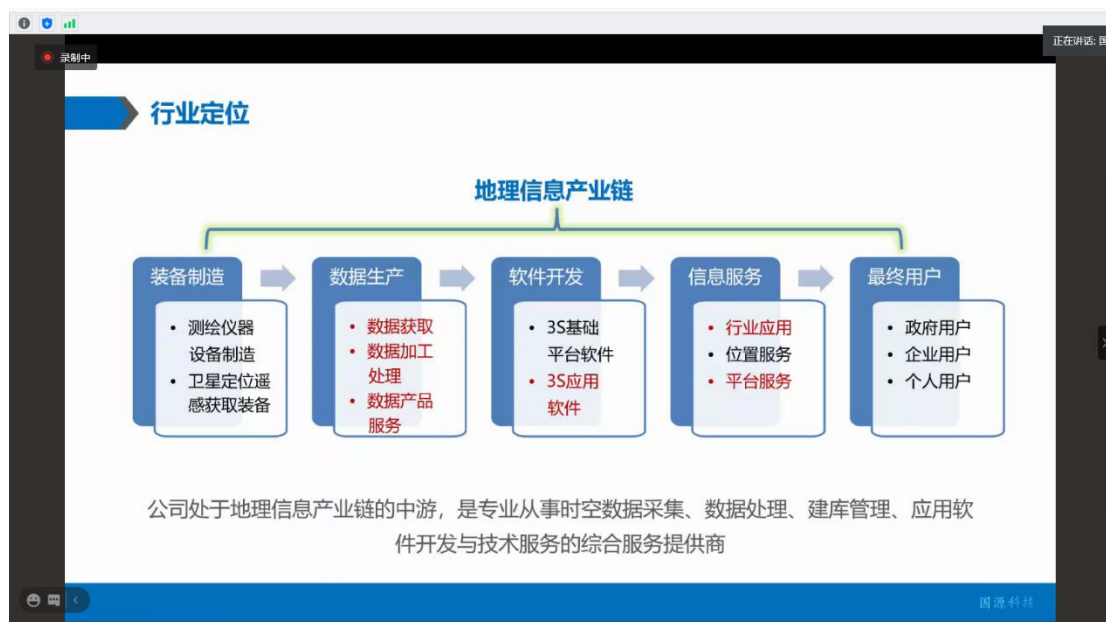 录制中
正在讲话: 国
行业定位
地理信息产业链
装备制造
• 测绘仪器
设备制造
• 卫星定位遥
感获取装备
数据生产
• 数据获取
• 数据加工
处理
• 数据产品
服务
软件开发
• 3S基础
平台软件
• 3S应用
软件
信息服务
• 行业应用
• 位置服务
• 平台服务
最终用户
• 政府用户
• 企业用户
• 个人用户
公司处于地理信息产业链的中游，是专业从事时空数据采集、数据处理、建库管理、应用软
件开发与技术服务的综合服务提供商
国源科技